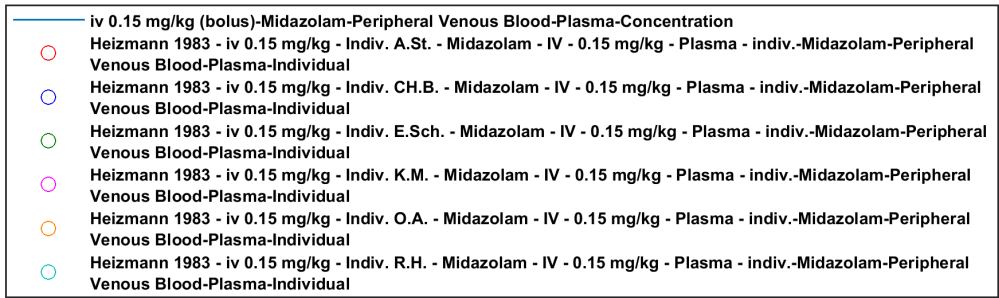 iv 0.15 mg/kg (bolus)-Midazolam-Peripheral Venous Blood-Plasma-Concentration
Heizmann 1983 - iv 0.15 mg/kg - Indiv. A.St. - Midazolam - IV - 0.15 mg/kg - Plasma - indiv.-Midazolam-Peripheral
Venous Blood-Plasma-Individual
Heizmann 1983 - iv 0.15 mg/kg - Indiv. CH.B. - Midazolam - IV - 0.15 mg/kg - Plasma - indiv.-Midazolam-Peripheral
Venous Blood-Plasma-Individual
Heizmann 1983 - iv 0.15 mg/kg - Indiv. E.Sch. - Midazolam - IV - 0.15 mg/kg - Plasma - indiv.-Midazolam-Peripheral
Venous Blood-Plasma-Individual
Heizmann 1983 - iv 0.15 mg/kg - Indiv. K.M. - Midazolam - IV - 0.15 mg/kg - Plasma - indiv.-Midazolam-Peripheral
Venous Blood-Plasma-Individual
Heizmann 1983 - iv 0.15 mg/kg - Indiv. O.A. - Midazolam - IV - 0.15 mg/kg - Plasma - indiv.-Midazolam-Peripheral
Venous Blood-Plasma-Individual
Heizmann 1983 - iv 0.15 mg/kg - Indiv. R.H. - Midazolam - IV - 0.15 mg/kg - Plasma - indiv.-Midazolam-Peripheral
Venous Blood-Plasma-Individual